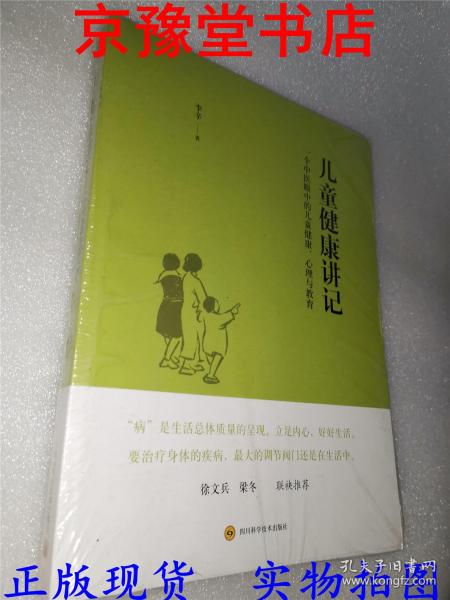 京豫堂书店
李辛 著
儿童健康讲记
一个中医眼中的儿童健康、心理与教育
“病”是生活总体质量的呈现。立足内心，好好生活。
要治疗身体的疾病，最大的调节阀门还是在生活中。
徐文兵 梁冬 联袂推荐
四川科学技术出版社
孔夫子旧书网
正版现货 实物拍图